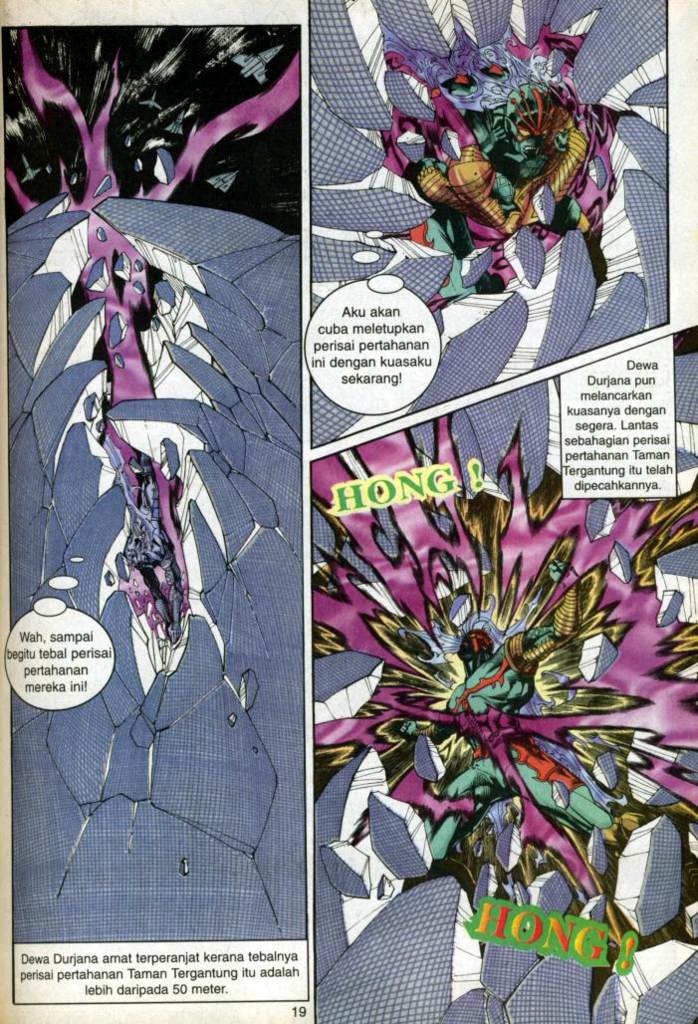 Wah, sampai
begitu tebal perisai
pertahanan
mereka ini!
Dewa Durjana amat terperanjat kerana tebalnya
perisai pertahanan Taman Tergantung itu adalah
lebih daripada 50 meter.
19
Aku akan
cuba meletupkan
perisai pertahanan
ini dengan kuasaku
sekarang!
Dewa
Durjana pun
melancarkan
kuasanya dengan
segera. Lantas
sebahagian perisai
pertahanan Taman
Tergantung itu telah
dipecahkannya.
HONG !
HONG !